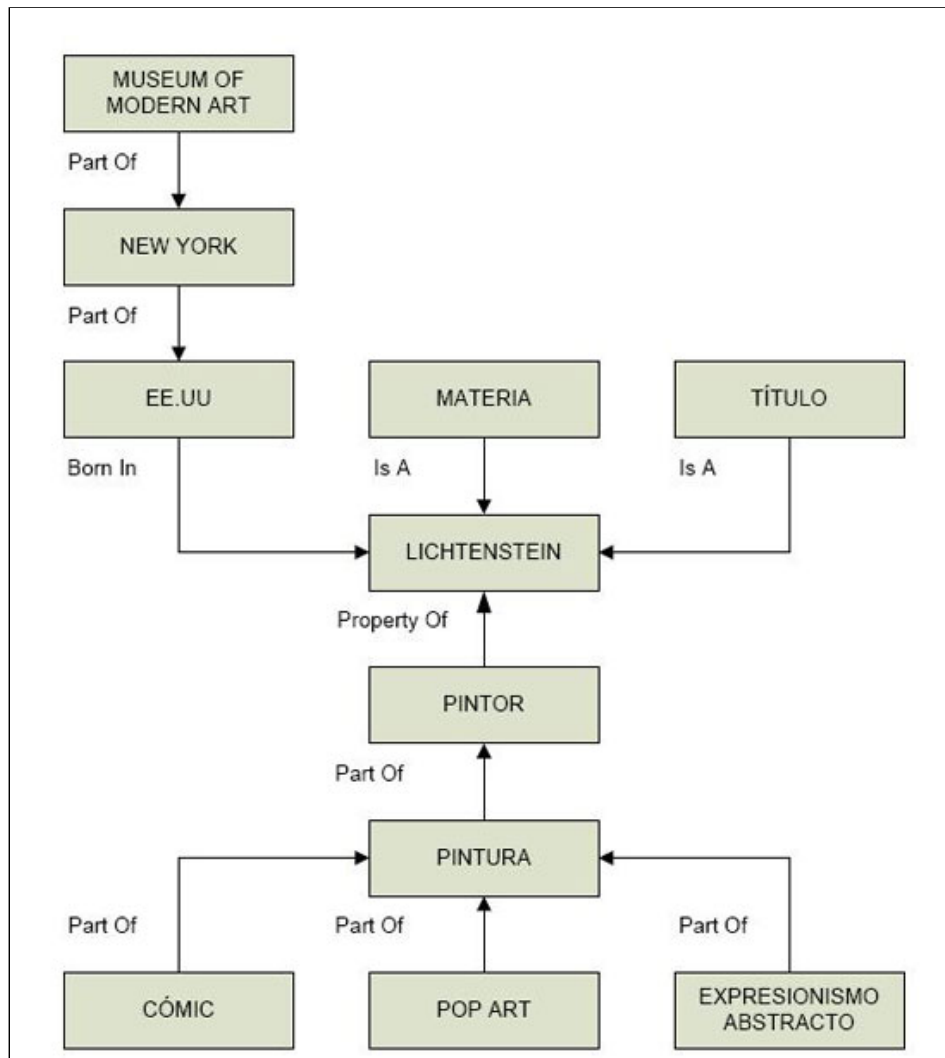 MUSEUM OF
MODERN ART
Part Of
NEW YORK
Part Of
EE.UU
MATERIA
TÍTULO
Born In
Is A
Is A
LICHTENSTEIN
Property Of
PINTOR
Part Of
PINTURA
Part Of
Part Of
Part Of
CÓMIC
POP ART
EXPRESIONISMO
ABSTRACTO